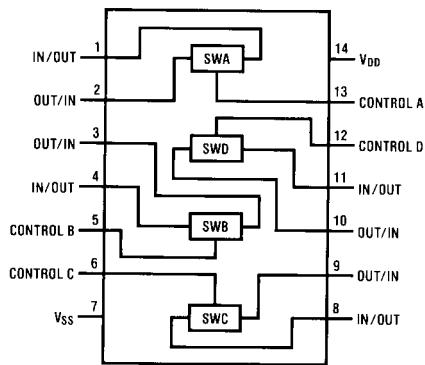 1
IN/OUT
2
OUT/IN
3
OUT/IN
4
IN/OUT
5
CONTROL B
6
CONTROL C
7
VSS
SWA
SWD
SWB
SWC
14
VDD
13
CONTROL A
12
CONTROL D
11
IN/OUT
10
OUT/IN
9
OUT/IN
8
IN/OUT